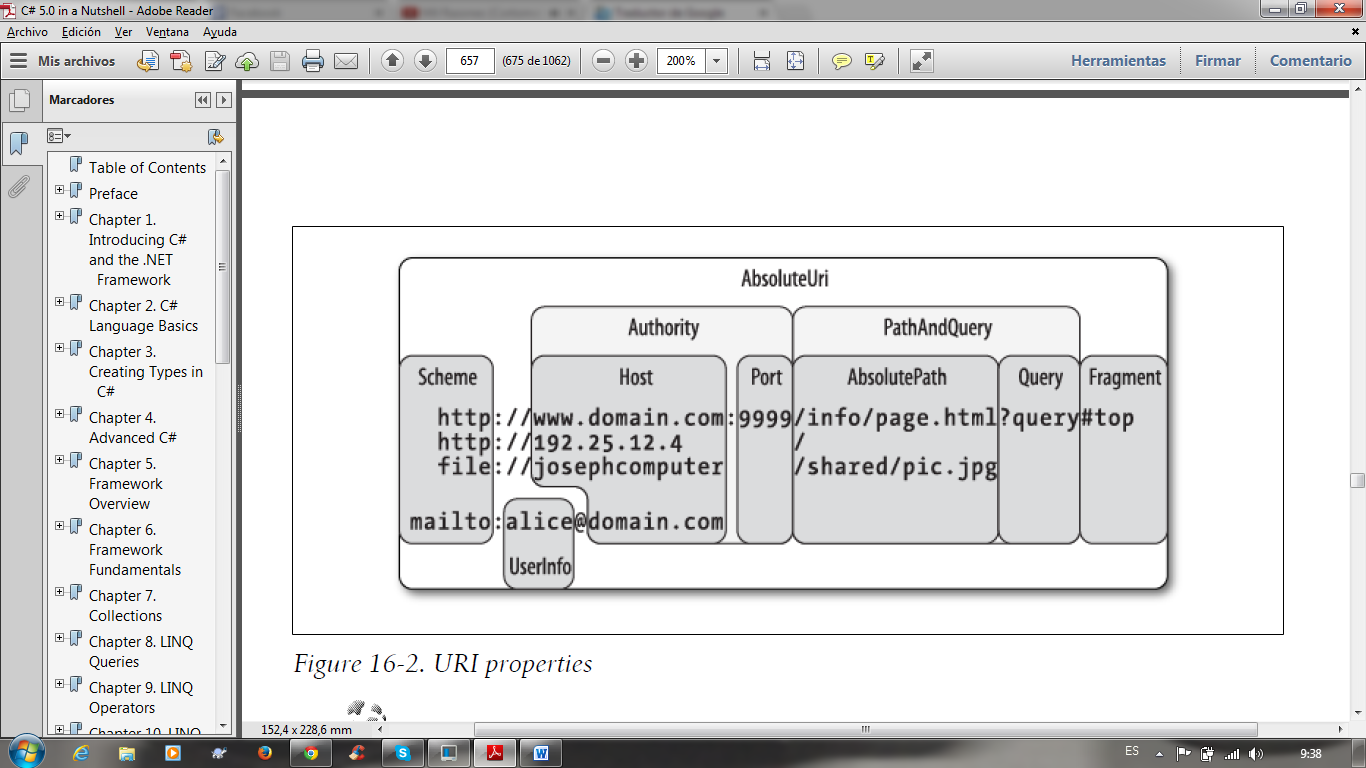 C# 5.0 in a Nutshell - Adobe Reader
Archivo Edición Ver Ventana Ayuda
Mis archivos 657 (675 de 1062) 200% Herramientas Firmar Comentario
Marcadores
Table of Contents
Preface
Chapter 1.
Introducing C#
and the .NET
Framework
Chapter 2. C#
Language Basics
Chapter 3.
Creating Types in
C#
Chapter 4.
Advanced C#
Chapter 5.
Framework
Overview
Chapter 6.
Framework
Fundamentals
Chapter 7.
Collections
Chapter 8. LINQ
Queries
Chapter 9. LINQ
Operators
Chapter 10. LINQ
AbsoluteUri
Authority PathAndQuery
Scheme Host Port AbsolutePath Query Fragment
http://www.domain.com:9999/info/page.html?query#top
http://192.25.12.4 /
file://josephcomputer /shared/pic.jpg
mailto:alice@domain.com
UserInfo
Figure 16-2. URI properties
152,4 x 228,6 mm
ES 9:38